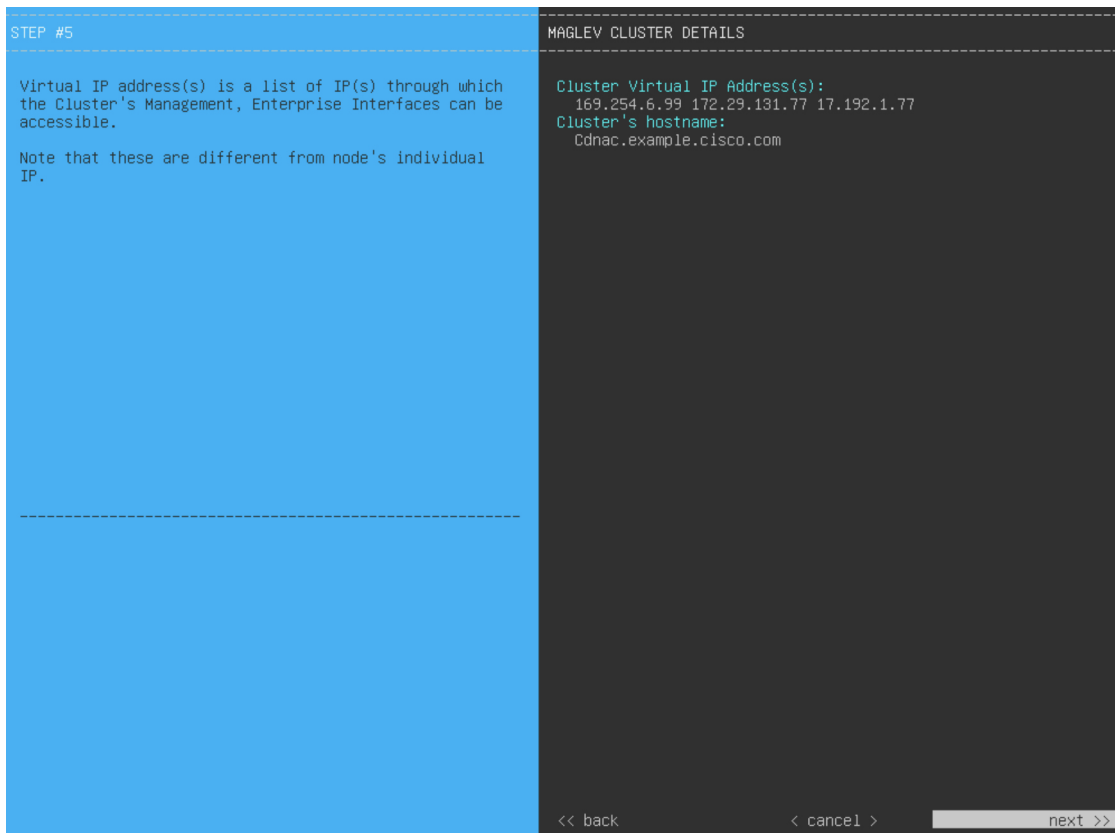 STEP #5
Virtual IP address(s) is a list of IP(s) through which
the Cluster's Management, Enterprise Interfaces can be
accessible.
Note that these are different from node's individual
IP.
MAGLEV CLUSTER DETAILS
Cluster Virtual IP Address(s):
169.254.6.99 172.29.131.77 17.192.1.77
Cluster's hostname:
Cdnac.example.cisco.com
<< back < cancel > next >>